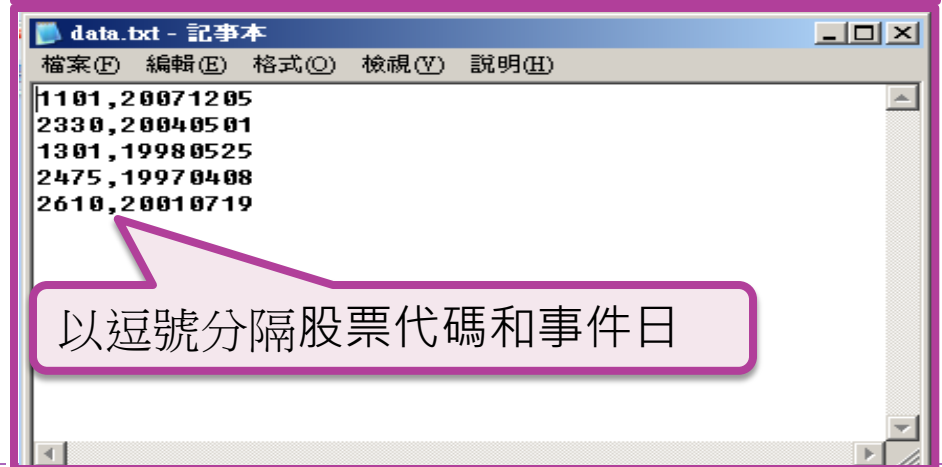 data.txt - 記事本
檔案(F) 編輯(E) 格式(O) 檢視(V) 說明(H)
1101,20071205
2330,20040501
1301,19980525
2475,19970408
2610,20010719
以逗號分隔股票代碼和事件日